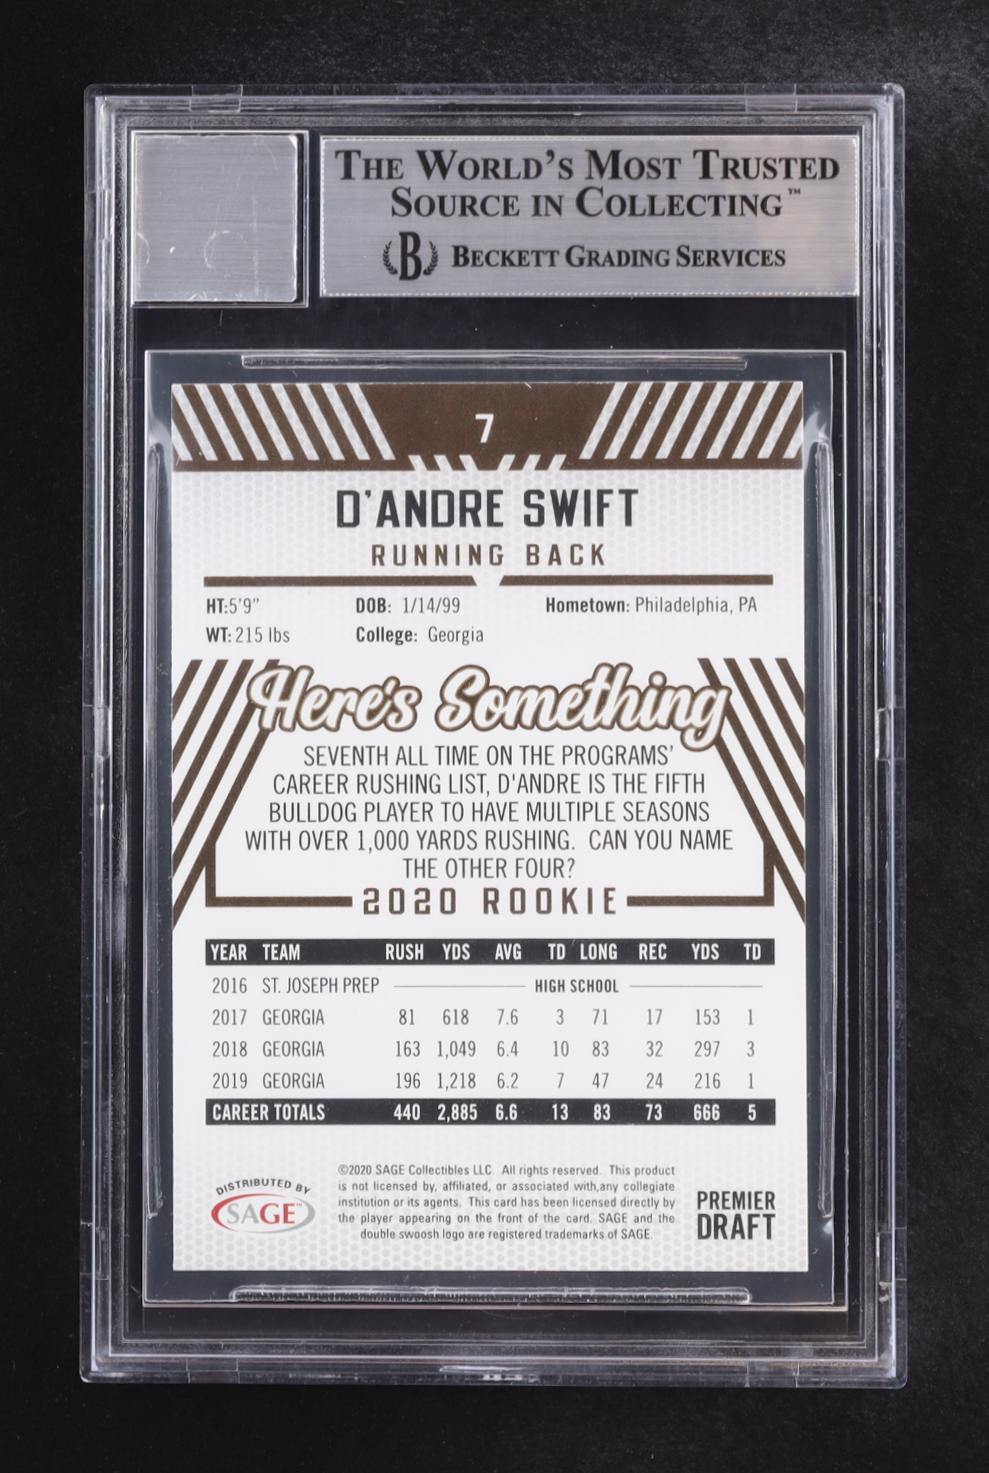 THE WORLD'S MOST TRUSTED
SOURCE IN COLLECTING™
B BECKETT GRADING SERVICES
7
D'ANDRE SWIFT
RUNNING BACK
HT:5'9" DOB: 1/14/99 Hometown: Philadelphia, PA
WT: 215 lbs College: Georgia
Here's Something
SEVENTH ALL TIME ON THE PROGRAMS'
CAREER RUSHING LIST, D'ANDRE IS THE FIFTH
BULLDOG PLAYER TO HAVE MULTIPLE SEASONS
WITH OVER 1,000 YARDS RUSHING. CAN YOU NAME
THE OTHER FOUR?
2020 ROOKIE
YEAR TEAM RUSH YDS AVG TD LONG REC YDS TD
2016 ST. JOSEPH PREP HIGH SCHOOL
2017 GEORGIA 81 618 7.6 3 71 17 153 1
2018 GEORGIA 163 1,049 6.4 10 83 32 297 3
2019 GEORGIA 196 1,218 6.2 7 47 24 216 1
CAREER TOTALS 440 2,885 6.6 13 83 73 666 5
DISTRIBUTED BY
SAGE™
©2020 SAGE Collectibles LLC. All rights reserved. This product
is not licensed by, affiliated, or associated with,any collegiate
institution or its agents. This card has been licensed directly by
the player appearing on the front of the card. SAGE and the
double swoosh logo are registered trademarks of SAGE.
PREMIER
DRAFT